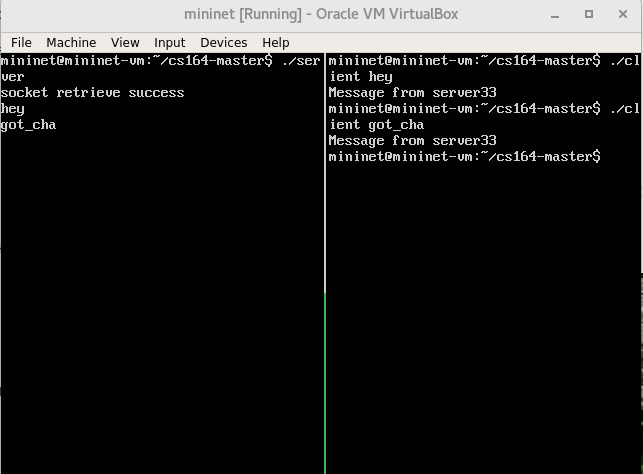 mininet [Running] - Oracle VM VirtualBox
File Machine View Input Devices Help
mininet@mininet-vm:~/cs164-master$ ./ser
ver
socket retrieve success
hey
got_cha
mininet@mininet-vm:~/cs164-master$ ./cl
ient hey
Message from server33
mininet@mininet-vm:~/cs164-master$ ./cl
ient got_cha
Message from server33
mininet@mininet-vm:~/cs164-master$